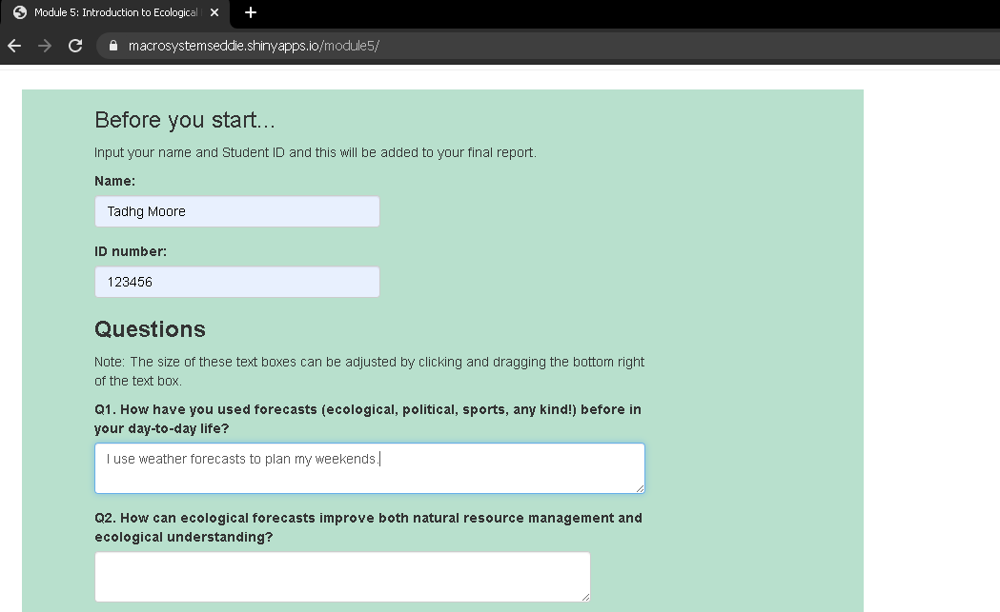 Module 5: Introduction to Ecological
macrosystemseddie.shinyapps.io/module5/
Before you start...
Input your name and Student ID and this will be added to your final report.
Name:
Tadhg Moore
ID number:
123456
Questions
Note: The size of these text boxes can be adjusted by clicking and dragging the bottom right
of the text box.
Q1. How have you used forecasts (ecological, political, sports, any kind!) before in
your day-to-day life?
I use weather forecasts to plan my weekends.
Q2. How can ecological forecasts improve both natural resource management and
ecological understanding?